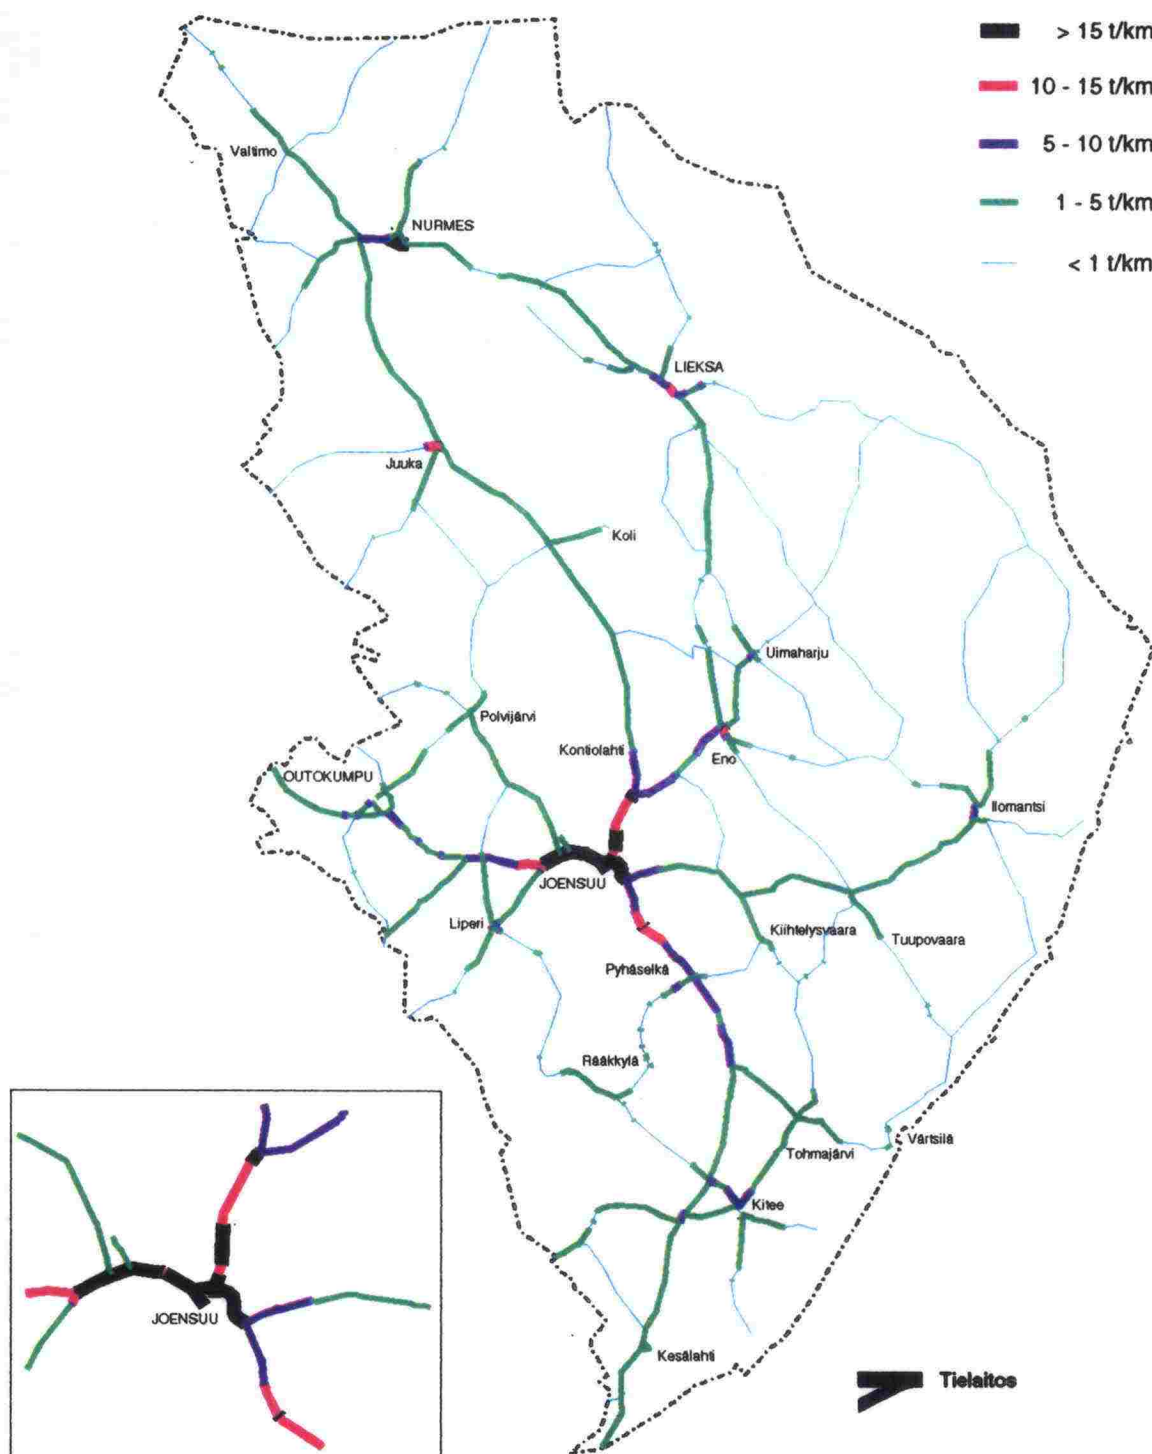 > 15 t/km
10 - 15 t/km
5 - 10 t/km
1 - 5 t/km
< 1 t/km
Valtimo
NURMES
LIEKSA
Juuka
Koli
Uimaharju
Polvijärvi
Kontiolahti
Eno
OUTOKUMPU
Ilomantsi
JOENSUU
Liperi
Kiihtelysvaara
Tuupovaara
Pyhäselkä
Rääkkylä
Värtsilä
Tohmajärvi
Kitee
JOENSUU
Kesälahti
Tielaitos